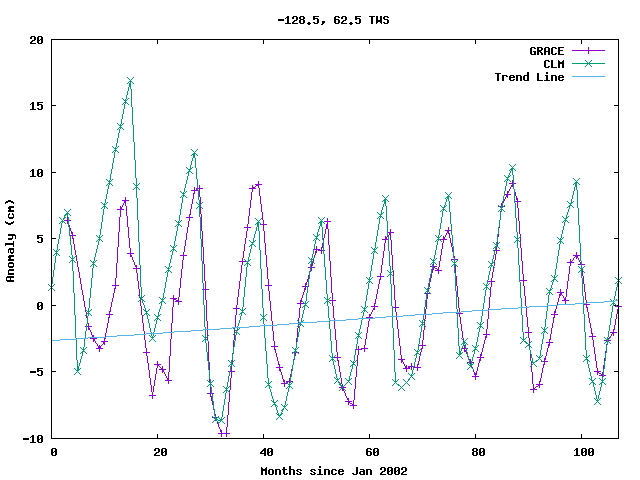 -128.5, 62.5 TWS
GRACE
CLM
Trend Line
20
15
10
5
0
-5
-10
Anomaly (cm)
0 20 40 60 80 100
Months since Jan 2002